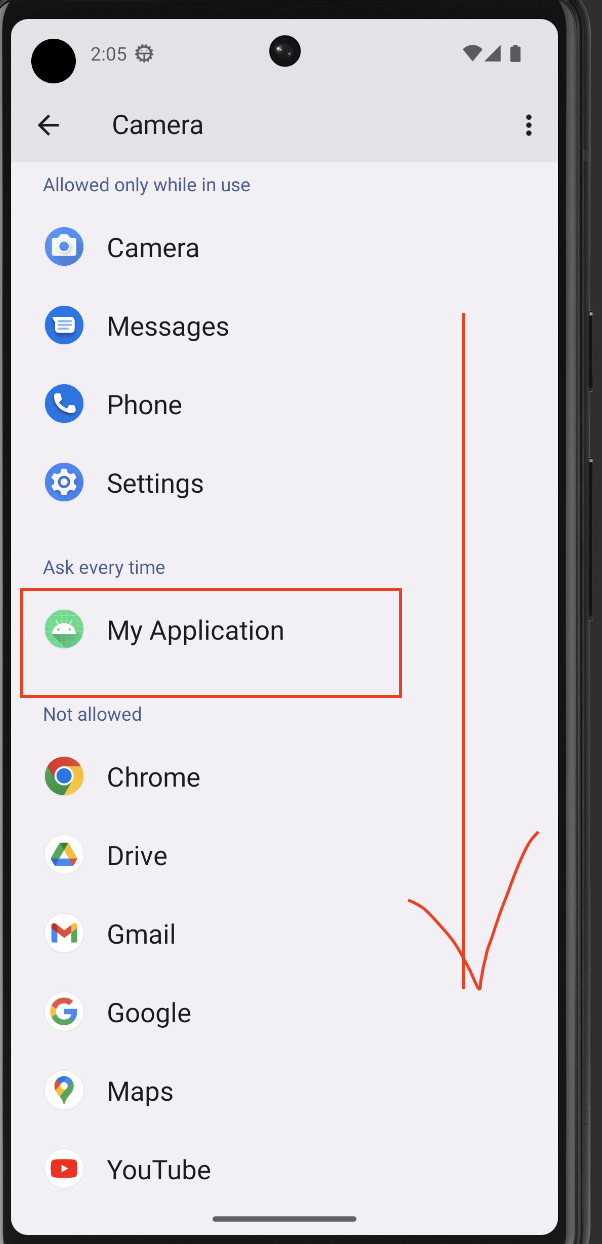 2:05
Camera
Allowed only while in use
Camera
Messages
Phone
Settings
Ask every time
My Application
Not allowed
Chrome
Drive
Gmail
Google
Maps
YouTube